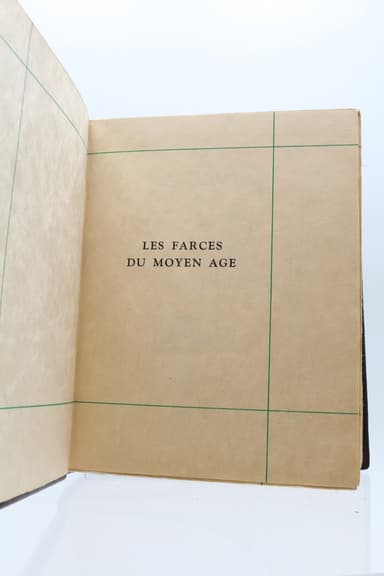 LES FARCES
DU MOYEN AGE